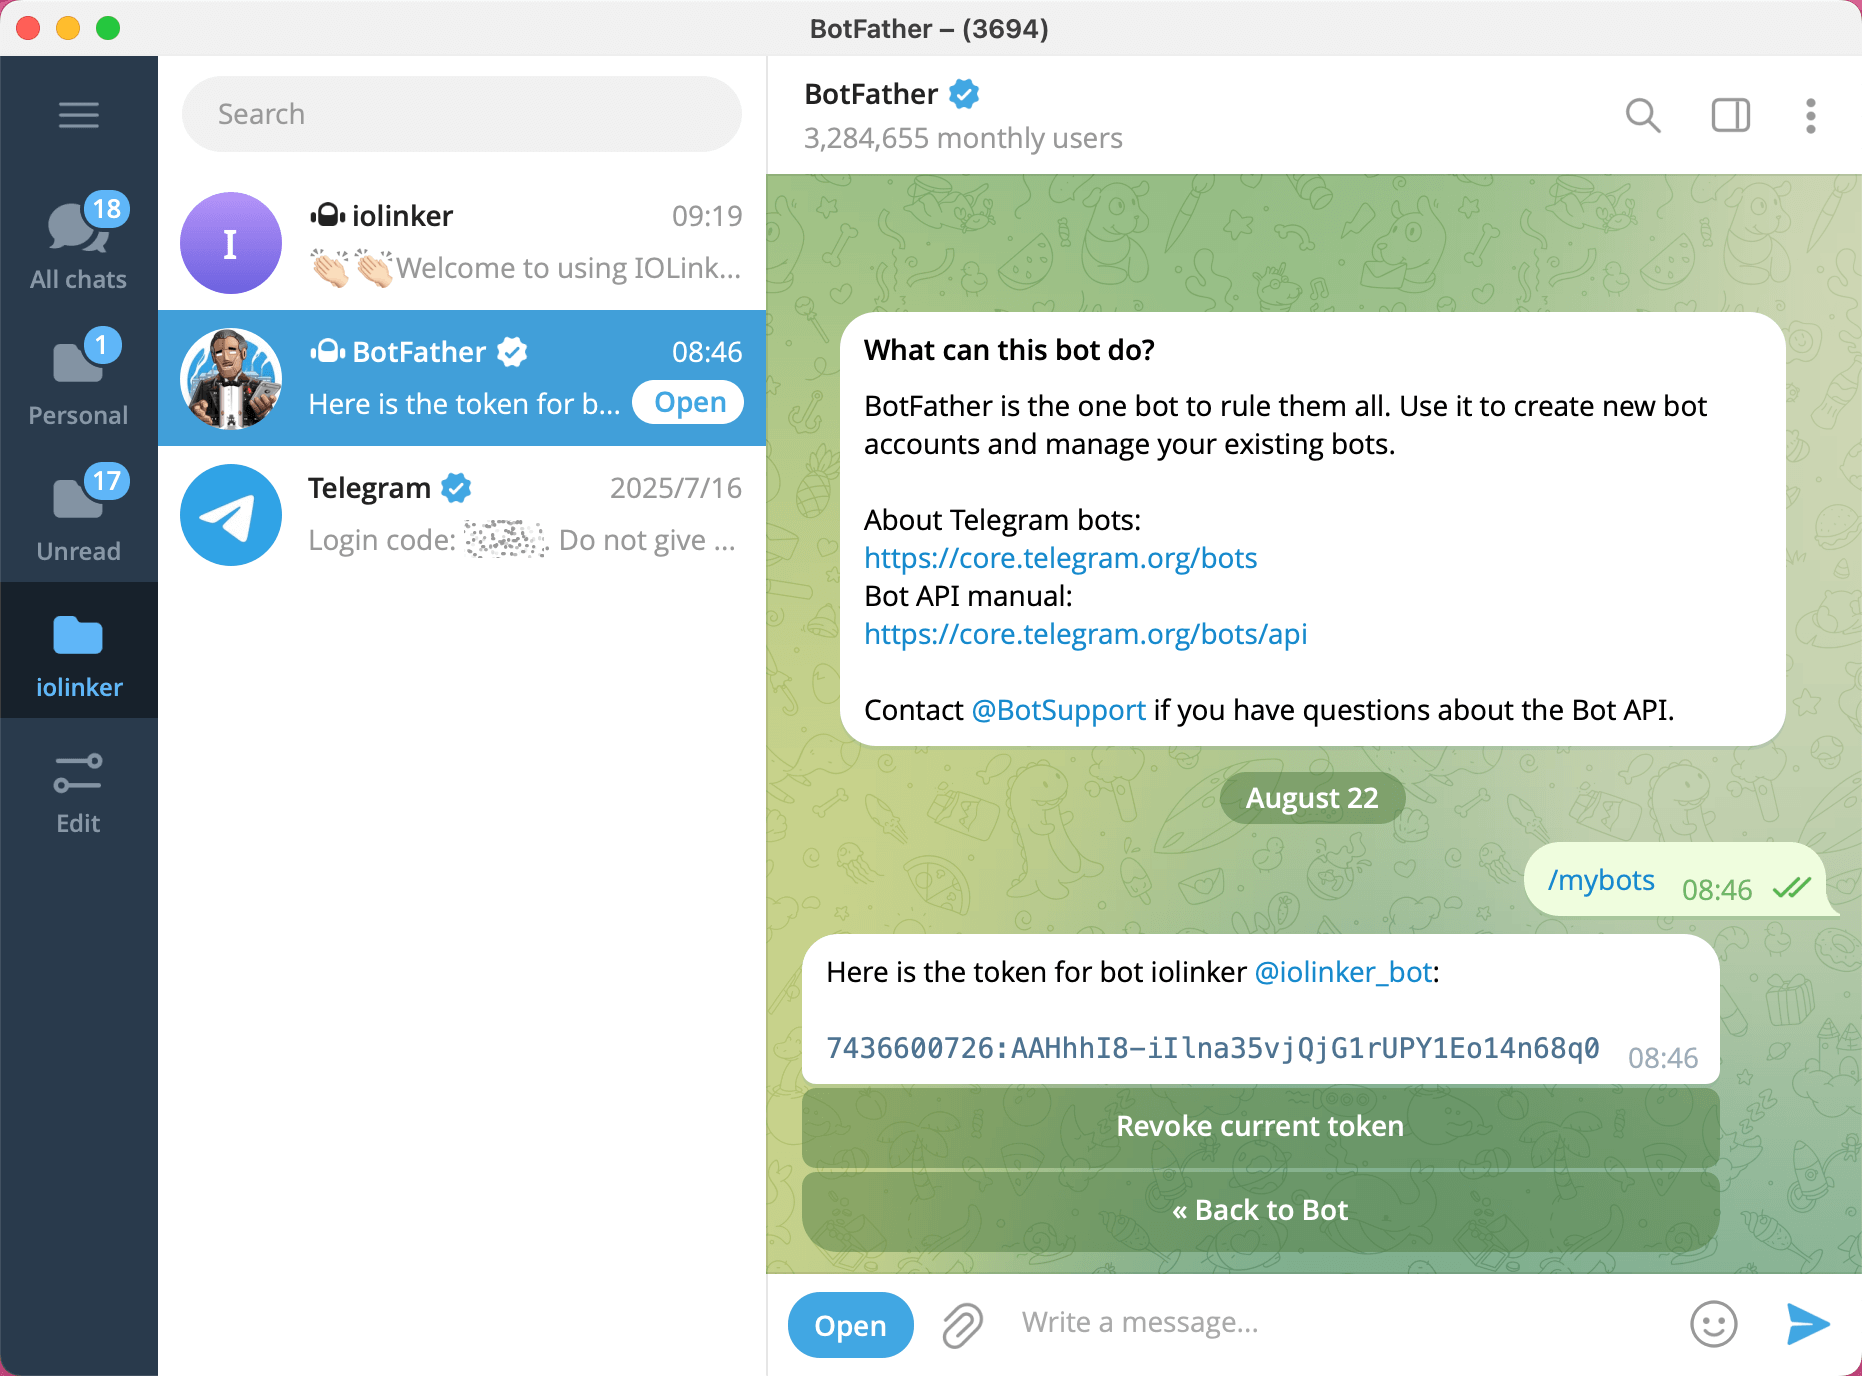 BotFather – (3694)
Search
18
All chats
1
Personal
17
Unread
iolinker
Edit
I
iolinker
09:19
👏🏻👏🏻Welcome to using IOLink...
BotFather
08:46
Here is the token for b...
Open
Telegram
2025/7/16
Login code: . Do not give ...
BotFather
3,284,655 monthly users
What can this bot do?
BotFather is the one bot to rule them all. Use it to create new bot
accounts and manage your existing bots.
About Telegram bots:
https://core.telegram.org/bots
Bot API manual:
https://core.telegram.org/bots/api
Contact @BotSupport if you have questions about the Bot API.
August 22
/mybots 08:46
Here is the token for bot iolinker @iolinker_bot:
7436600726:AAHhhI8-iIlna35vjQjG1rUPY1Eo14n68q0 08:46
Revoke current token
« Back to Bot
Open
Write a message...